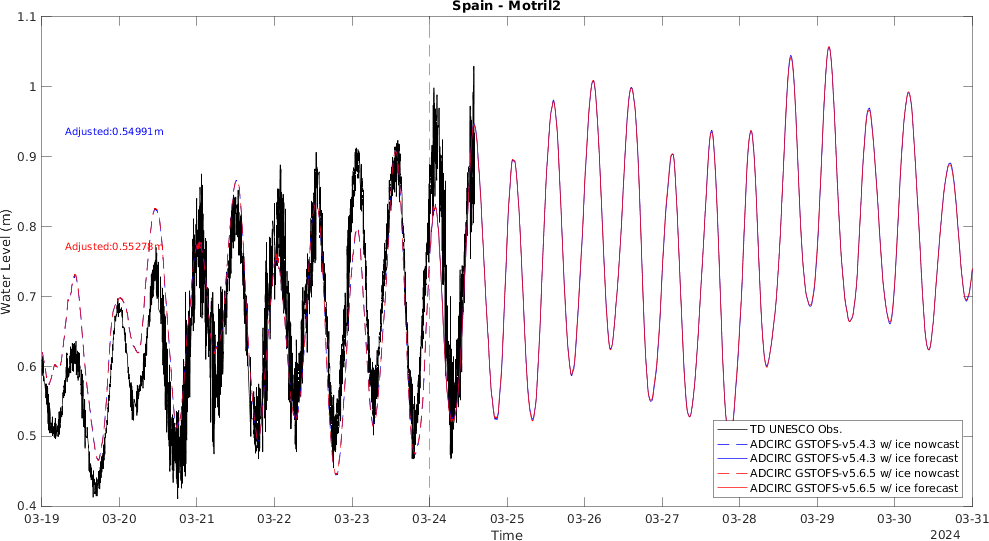 Spain - Motril2
1.1
1
0.9
0.8
0.7
0.6
0.5
0.4
Water Level (m)
Adjusted:0.54991m
Adjusted:0.55278m
TD UNESCO Obs.
ADCIRC GSTOFS-v5.4.3 w/ ice nowcast
ADCIRC GSTOFS-v5.4.3 w/ ice forecast
ADCIRC GSTOFS-v5.6.5 w/ ice nowcast
ADCIRC GSTOFS-v5.6.5 w/ ice forecast
03-19 03-20 03-21 03-22 03-23 03-24 03-25 03-26 03-27 03-28 03-29 03-30 03-31
Time
2024